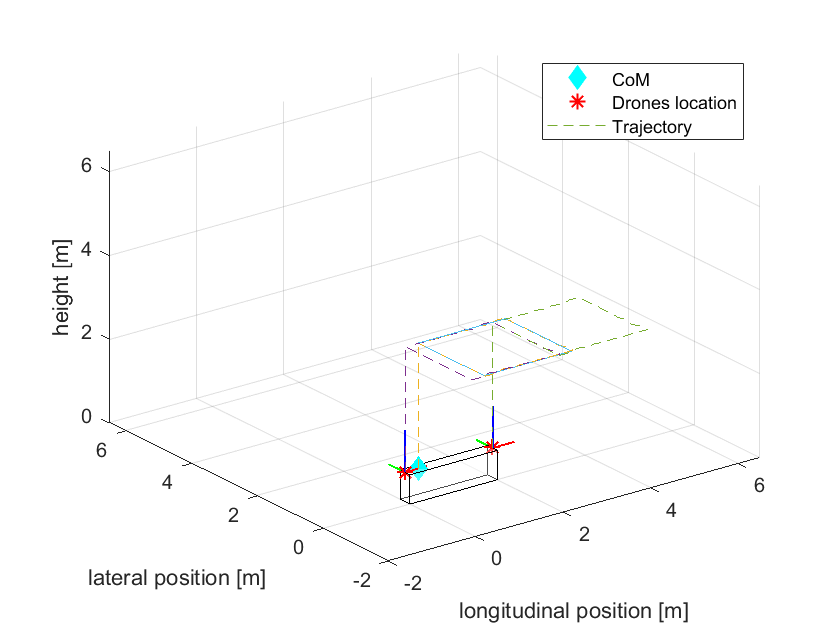 CoM
Drones location
Trajectory
6
4
2
0
height [m]
6
4
2
0
-2
lateral position [m]
-2
0
2
4
6
longitudinal position [m]